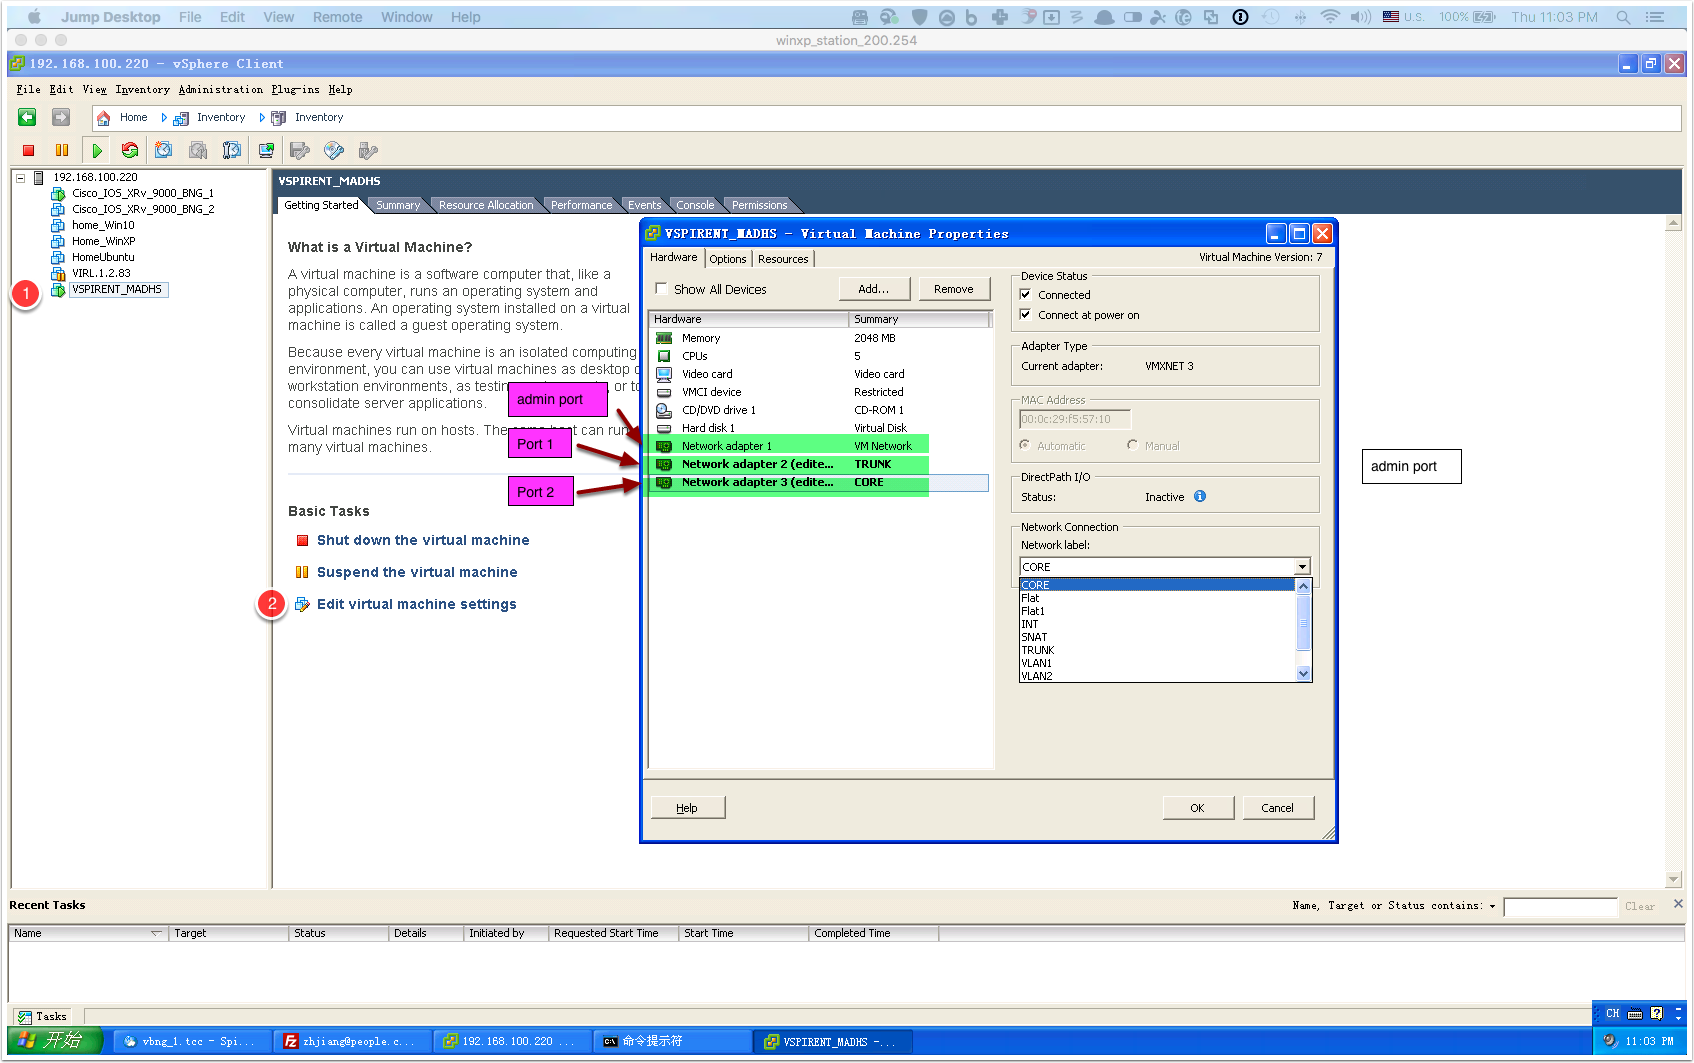 Jump Desktop File Edit View Remote Window Help U.S. 100% Thu 11:03 PM
winxp_station_200.254
192.168.100.220 - vSphere Client
File Edit View Inventory Administration Plug-ins Help
Home Inventory Inventory
192.168.100.220
Cisco_IOS_XRv_9000_BNG_1
Cisco_IOS_XRv_9000_BNG_2
home_Win10
Home_WinXP
HomeUbuntu
VIRL.1.2.83
1
VSPIRENT_MADHS
VSPIRENT_MADHS
Getting Started Summary Resource Allocation Performance Events Console Permissions
What is a Virtual Machine?
A virtual machine is a software computer that, like a
physical computer, runs an operating system and
applications. An operating system installed on a virtual
machine is called a guest operating system.
Because every virtual machine is an isolated computing
environment, you can use virtual machines as desktop
workstation environments, as
or to
consolidate server applications.
Virtual machines run on hosts. The same host can run
many virtual machines.
admin port
Port 1
Port 2
Basic Tasks
Shut down the virtual machine
Suspend the virtual machine
2
Edit virtual machine settings
VSPIRENT_MADHS - Virtual Machine Properties
Hardware Options Resources
Virtual Machine Version: 7
Show All Devices Add... Remove
Hardware Summary
Memory 2048 MB
CPUs 5
Video card Video card
VMCI device Restricted
CD/DVD drive 1 CD-ROM 1
Hard disk 1 Virtual Disk
Network adapter 1 VM Network
Network adapter 2 (edite... TRUNK
Network adapter 3 (edite... CORE
Device Status
Connected
Connect at power on
Adapter Type
Current adapter: VMXNET 3
MAC Address
00:0c:29:f5:57:10
Automatic Manual
DirectPath I/O
Status: Inactive
Network Connection
Network label:
CORE
CORE
Flat
Flat1
INT
SNAT
TRUNK
VLAN1
VLAN2
Help OK Cancel
admin port
Recent Tasks
Name, Target or Status contains: Clear
Name Target Status Details Initiated by Requested Start Time Start Time Completed Time
Tasks
CH
开始 vbng_1.tcc - Spi... zhjiang@people.c... 192.168.100.220 ... 命令提示符 VSPIRENT_MADHS -... 11:03 PM